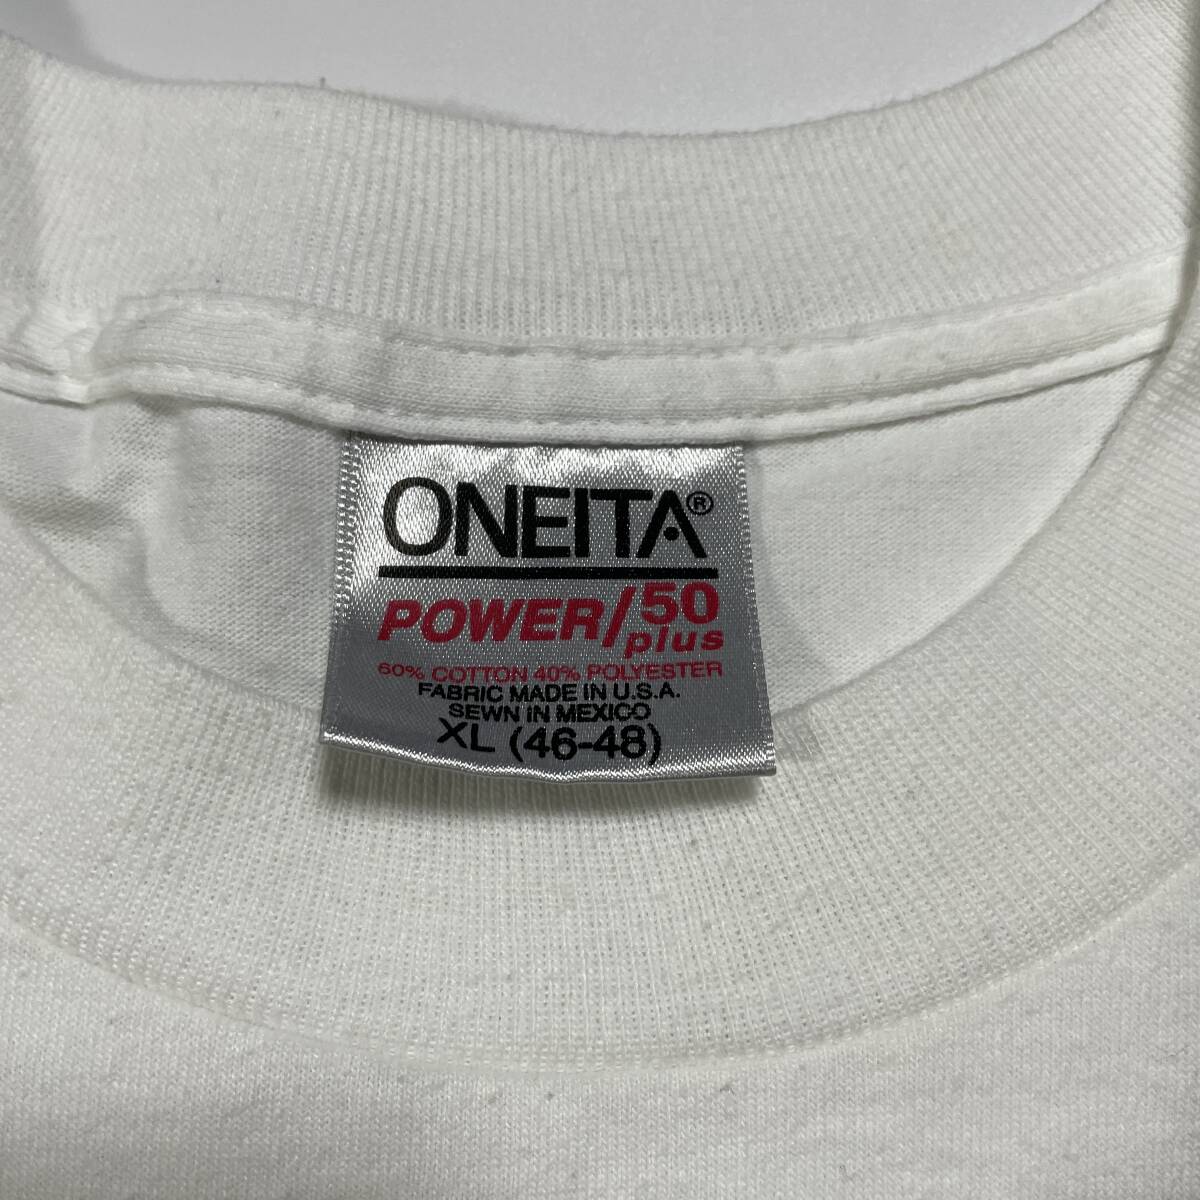 ONEITA®
POWER/50 plus
60% COTTON 40% POLYESTER
FABRIC MADE IN U.S.A.
SEWN IN MEXICO
XL (46-48)